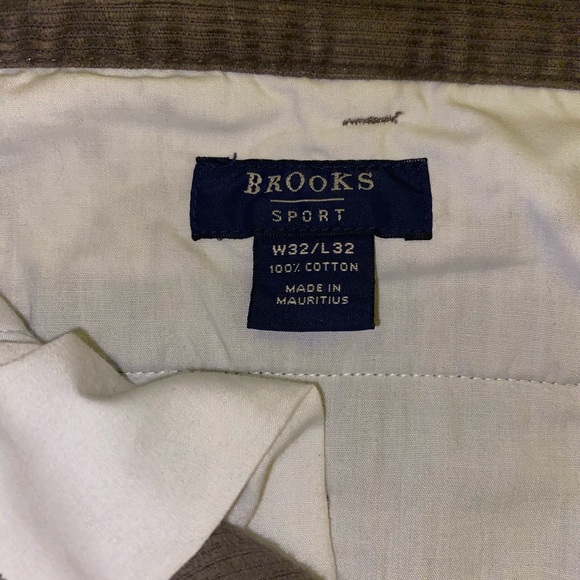 BROOKS
SPORT
W32/L32
100% COTTON
MADE IN
MAURITIUS